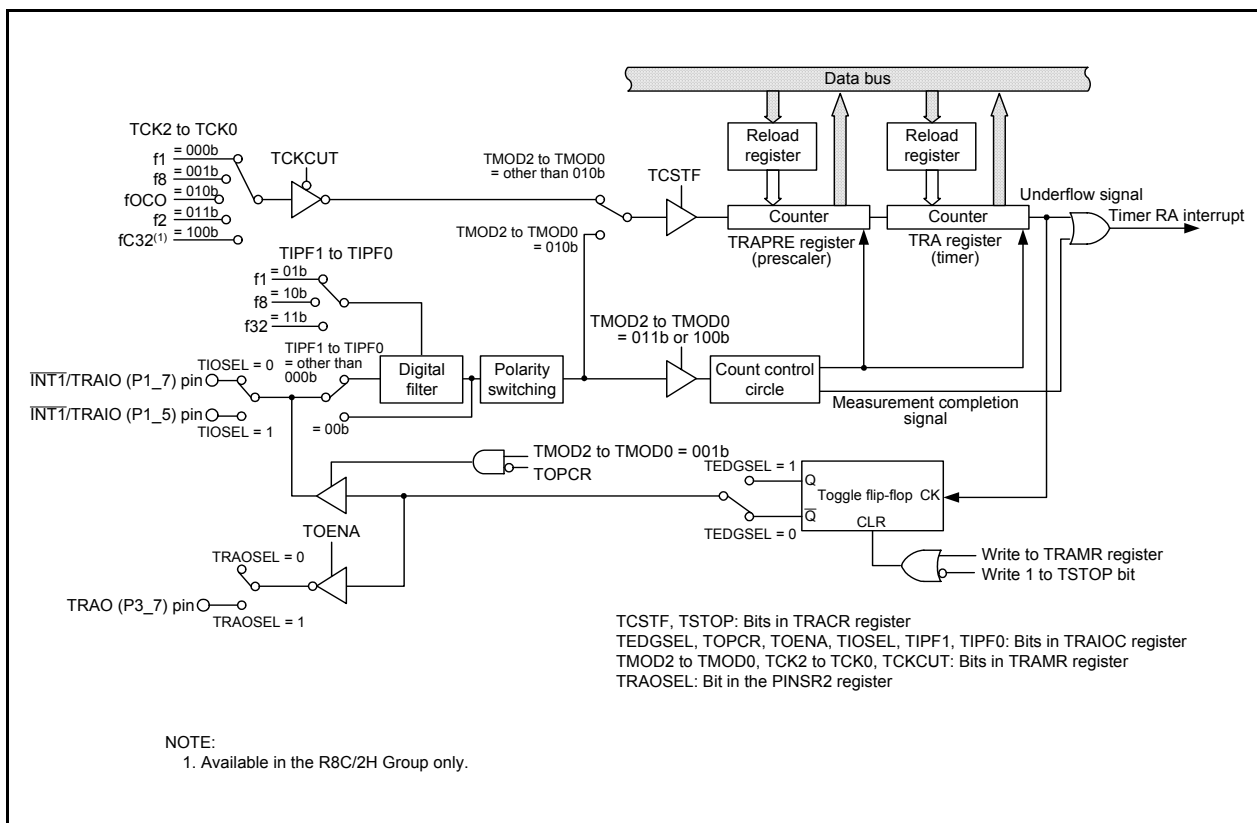 Data bus
TCK2 to TCK0
f1 = 000b
f8 = 001b
fOCO = 010b
f2 = 011b
fC32(1) = 100b
TCKCUT
TMOD2 to TMOD0
= other than 010b
TMOD2 to TMOD0
= 010b
TCSTF
Reload
register
Reload
register
Counter
Counter
TRAPRE register
(prescaler)
TRA register
(timer)
Underflow signal
Timer RA interrupt
TIPF1 to TIPF0
f1 = 01b
f8 = 10b
f32 = 11b
TMOD2 to TMOD0
= 011b or 100b
INT1/TRAIO (P1_7) pin
TIOSEL = 0
TIPF1 to TIPF0
= other than
000b
Digital
filter
Polarity
switching
Count control
circle
INT1/TRAIO (P1_5) pin
TIOSEL = 1
= 00b
Measurement completion
signal
TMOD2 to TMOD0 = 001b
TOPCR
TEDGSEL = 1
Q
Toggle flip-flop CK
Q
CLR
TEDGSEL = 0
TOENA
TRAOSEL = 0
TRAO (P3_7) pin
TRAOSEL = 1
Write to TRAMR register
Write 1 to TSTOP bit
TCSTF, TSTOP: Bits in TRACR register
TEDGSEL, TOPCR, TOENA, TIOSEL, TIPF1, TIPF0: Bits in TRAIOC register
TMOD2 to TMOD0, TCK2 to TCK0, TCKCUT: Bits in TRAMR register
TRAOSEL: Bit in the PINSR2 register
NOTE:
1. Available in the R8C/2H Group only.